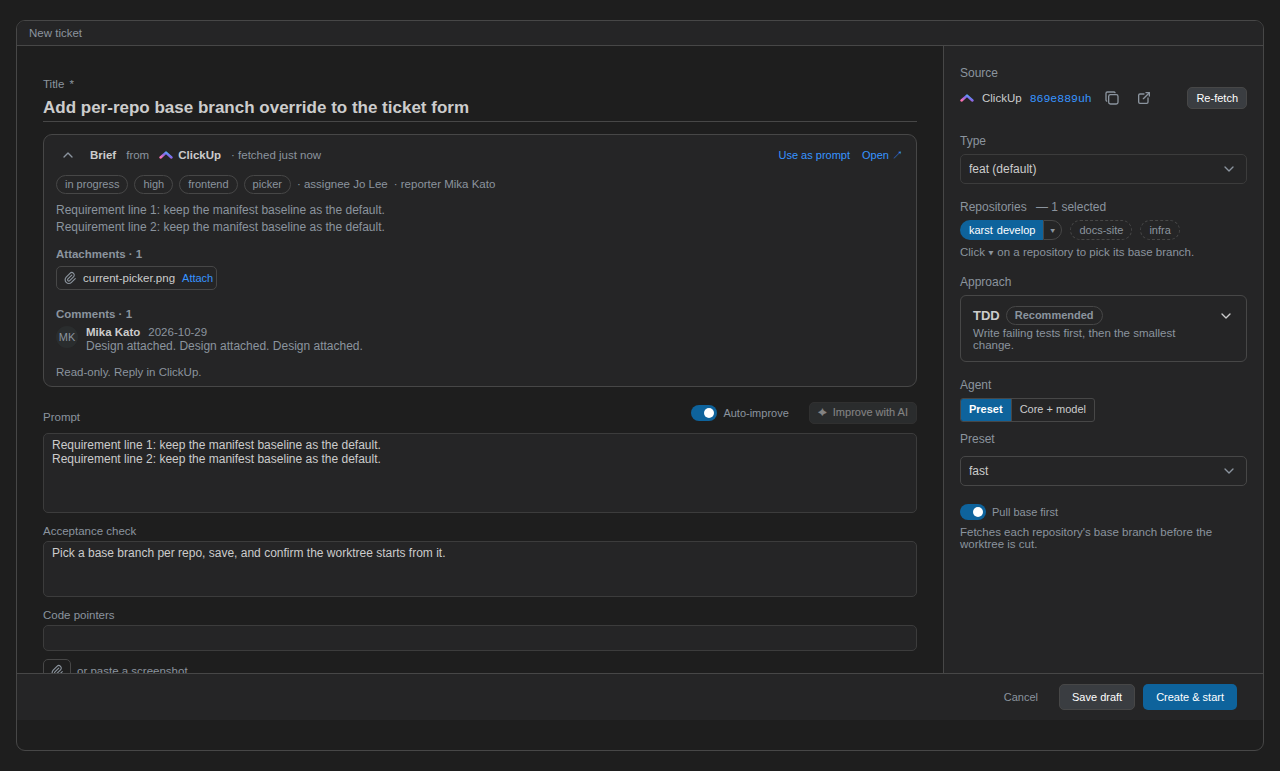 New ticket
Title *
Add per-repo base branch override to the ticket form
Brief from ClickUp · fetched just now
Use as prompt Open ↗
in progress high frontend picker · assignee Jo Lee · reporter Mika Kato
Requirement line 1: keep the manifest baseline as the default.
Requirement line 2: keep the manifest baseline as the default.
Attachments · 1
current-picker.png Attach
Comments · 1
MK Mika Kato 2026-10-29
Design attached. Design attached. Design attached.
Read-only. Reply in ClickUp.
Prompt
Auto-improve
Improve with AI
Requirement line 1: keep the manifest baseline as the default.
Requirement line 2: keep the manifest baseline as the default.
Acceptance check
Pick a base branch per repo, save, and confirm the worktree starts from it.
Code pointers
or paste a screenshot
Source
ClickUp 869e889uh
Re-fetch
Type
feat (default)
Repositories — 1 selected
karst develop ▾ docs-site infra
Click ▾ on a repository to pick its base branch.
Approach
TDD Recommended
Write failing tests first, then the smallest
change.
Agent
Preset Core + model
Preset
fast
Pull base first
Fetches each repository's base branch before the
worktree is cut.
Cancel Save draft Create & start